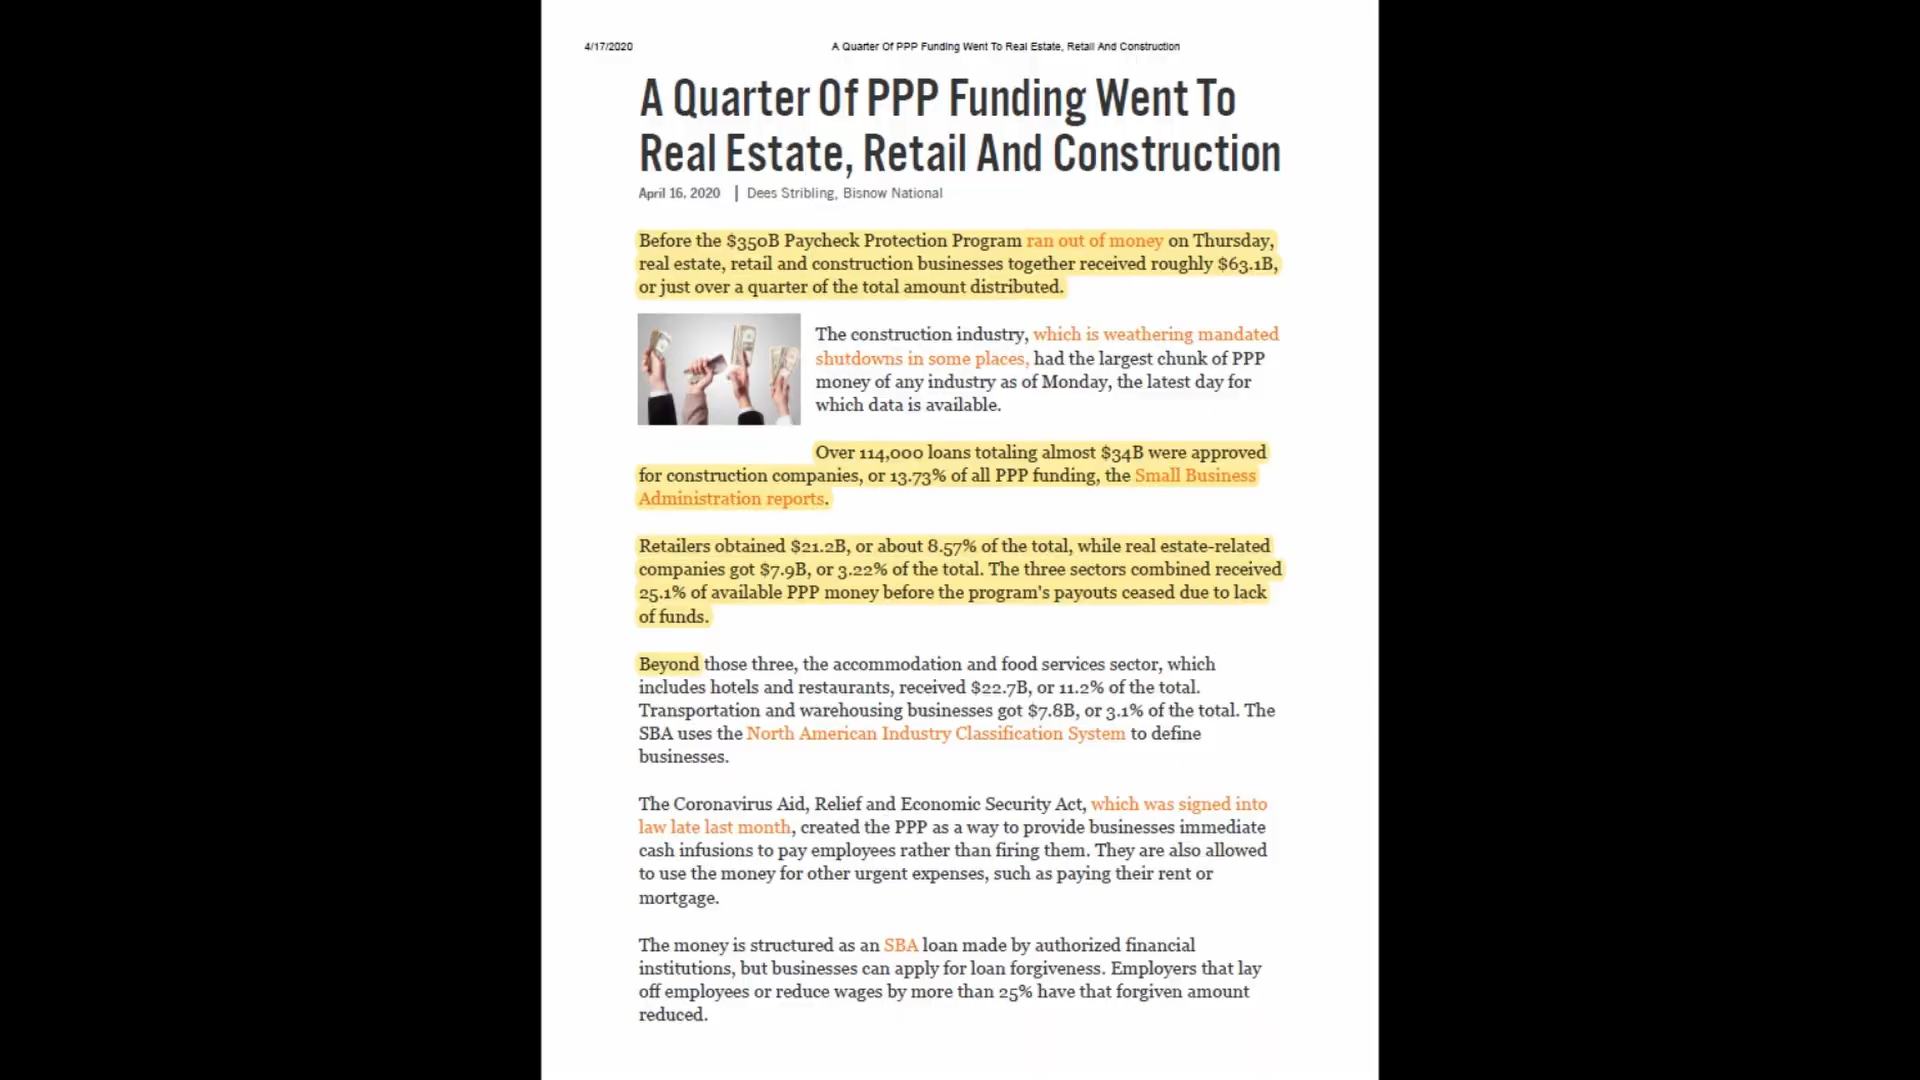 4/17/2020
A Quarter Of PPP Funding Went To Real Estate, Retail And Construction
A Quarter Of PPP Funding Went To
Real Estate, Retail And Construction
April 16, 2020 | Dees Stribling, Bisnow National
Before the $350B Paycheck Protection Program ran out of money on Thursday,
real estate, retail and construction businesses together received roughly $63.1B,
or just over a quarter of the total amount distributed.
The construction industry, which is weathering mandated
shutdowns in some places, had the largest chunk of PPP
money of any industry as of Monday, the latest day for
which data is available.
Over 114,000 loans totaling almost $34B were approved
for construction companies, or 13.73% of all PPP funding, the Small Business
Administration reports.
Retailers obtained $21.2B, or about 8.57% of the total, while real estate-related
companies got $7.9B, or 3.22% of the total. The three sectors combined received
25.1% of available PPP money before the program's payouts ceased due to lack
of funds.
Beyond those three, the accommodation and food services sector, which
includes hotels and restaurants, received $22.7B, or 11.2% of the total.
Transportation and warehousing businesses got $7.8B, or 3.1% of the total. The
SBA uses the North American Industry Classification System to define
businesses.
The Coronavirus Aid, Relief and Economic Security Act, which was signed into
law late last month, created the PPP as a way to provide businesses immediate
cash infusions to pay employees rather than firing them. They are also allowed
to use the money for other urgent expenses, such as paying their rent or
mortgage.
The money is structured as an SBA loan made by authorized financial
institutions, but businesses can apply for loan forgiveness. Employers that lay
off employees or reduce wages by more than 25% have that forgiven amount
reduced.